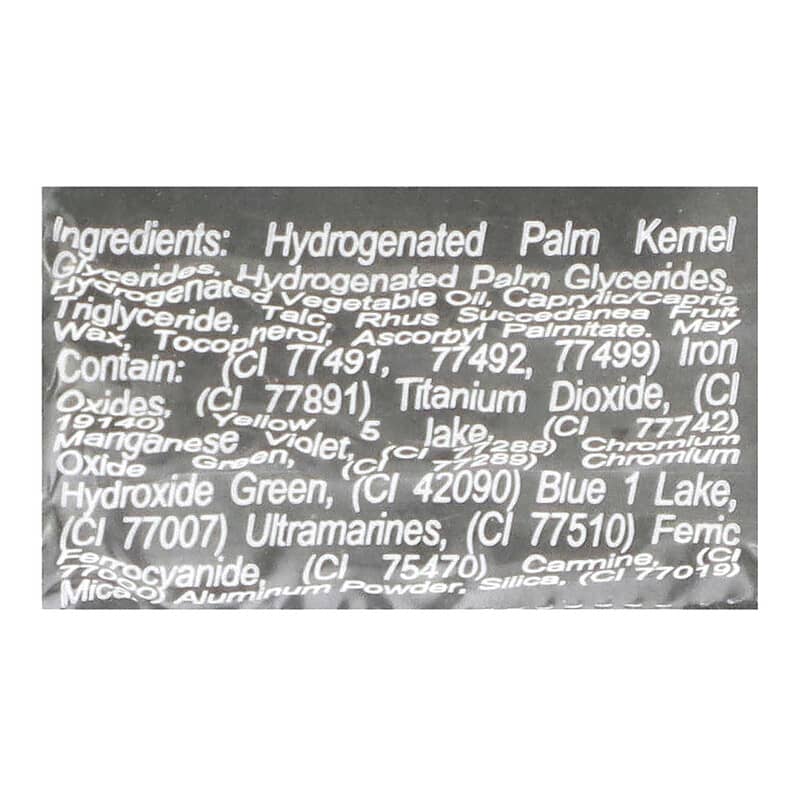 Ingredients: Hydrogenated Palm Kernel
Glycerides, Hydrogenated Palm Glycerides,
Hydrogenated Vegetable Oil, Caprylic/Capric
Triglyceride, Talc Rhus Succedanea Fruit
Wax, Tocopherol, Ascorbyl Palmitate. May
Contain: (CI 77491, 77492, 77499) Iron
Oxides, (CI 77891) Titanium Dioxide, (CI
19140) Yellow 5 lake, (CI 77742)
Manganese Violet, (CI 77288) Chromium
Oxide Green, (CI 77289) Chromium
Hydroxide Green, (CI 42090) Blue 1 Lake,
(CI 77007) Ultramarines, (CI 77510) Ferric
Ferrocyanide, (CI 75470) Carmine, (CI
77000) Aluminum Powder, Silica, (CI 77019)
Mica.